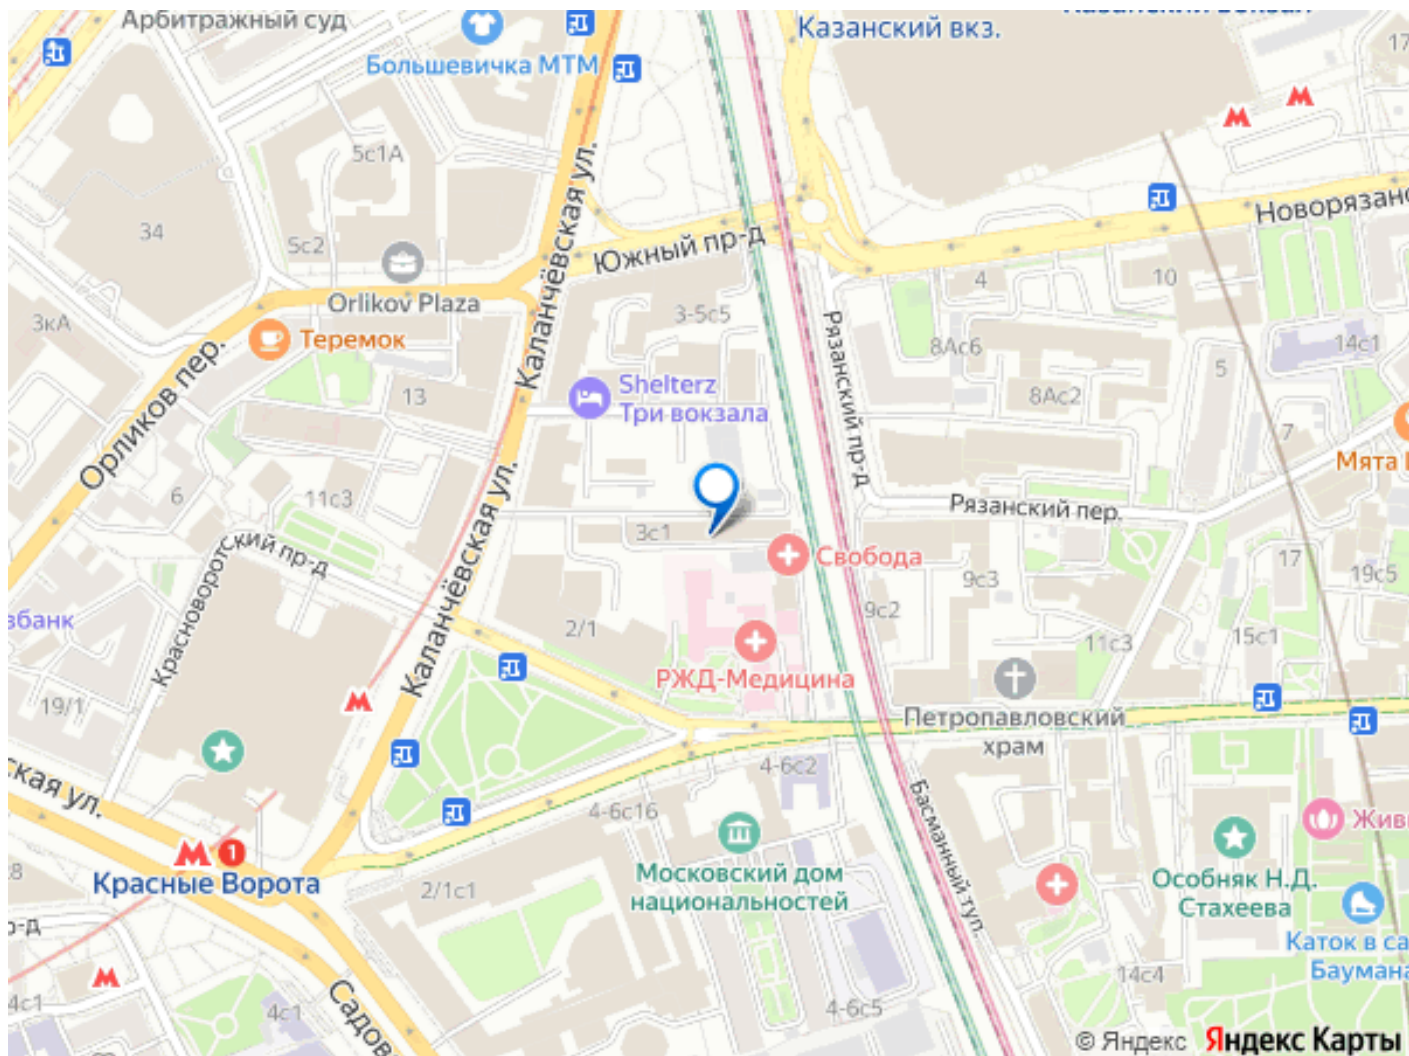 Арбитражный суд
Казанский вкз.
Большевичка МТМ
17
5с1А
34
5с2
Каланчёвская ул.
Южный пр-д
Новорязанс
Orlikov Plaza
4
10
3кА
3-5с5
Теремок
Орликов пер.
Рязанский пр-д
8Ас6
14с1
5
Shelterz
Три вокзала
13
8Ас2
7
Мята
6
11с3
Каланчёвская ул.
Рязанский пер.
3с1
Красноворотский пр-д
Свобода
17
19с5
9с3
9с2
збанк
2/1
11с3
15с1
РЖД-Медицина
19/1
Петропавловский
храм
ская ул.
4-6с2
4-6с16
Басманный туп.
Живи
1
Красные Ворота
2/1с1
Московский дом
национальностей
Особняк Н.Д.
Стахеева
Каток в са
Баумана
14с4
4с1
4с1
4-6с5
Садов
© Яндекс Яндекс Карты